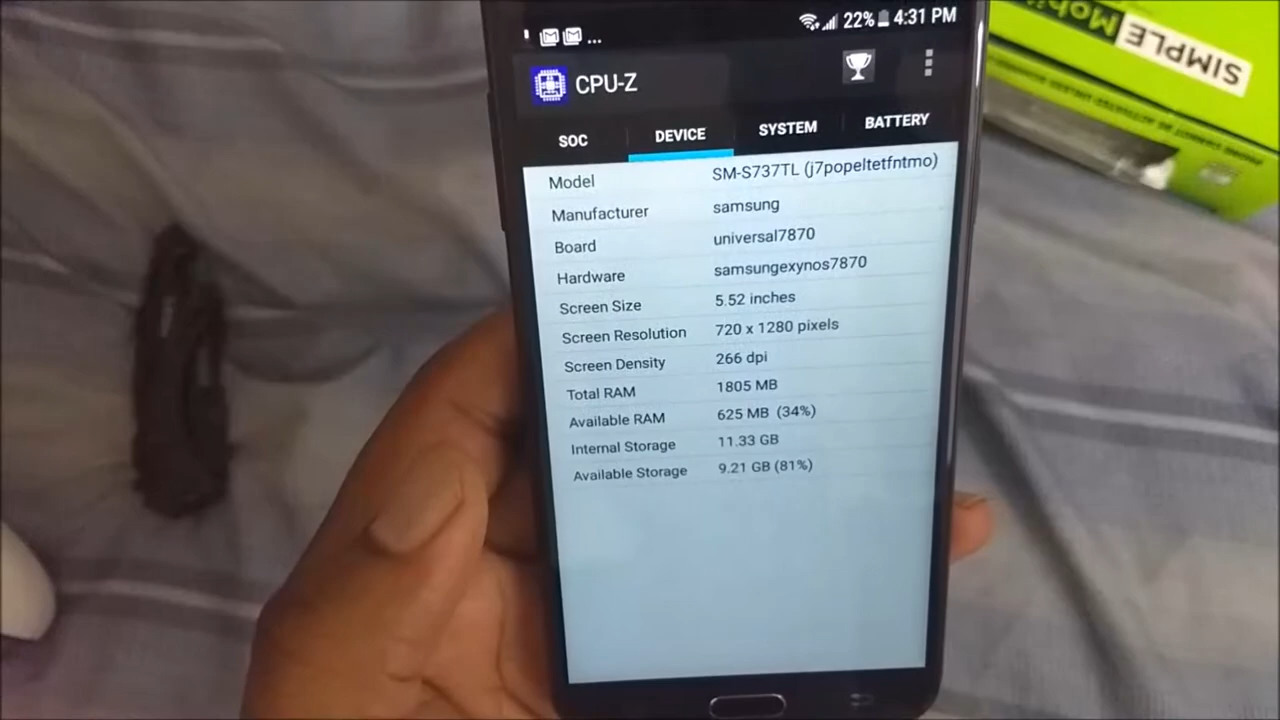 ... 22% 4:31 PM
CPU-Z
SOC DEVICE SYSTEM BATTERY
Model SM-S737TL (j7popeltetfntmo)
Manufacturer samsung
Board universal7870
Hardware samsungexynos7870
Screen Size 5.52 inches
Screen Resolution 720 x 1280 pixels
Screen Density 266 dpi
Total RAM 1805 MB
Available RAM 625 MB (34%)
Internal Storage 11.33 GB
Available Storage 9.21 GB (81%)
SIMPLE Mobile